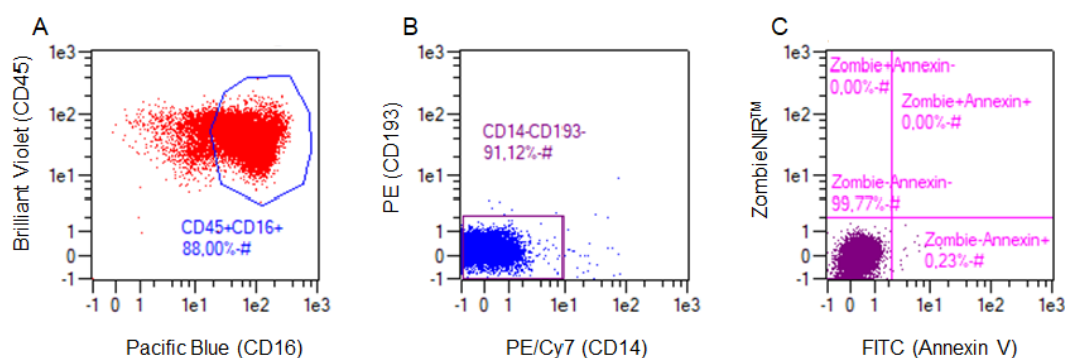 A
Brilliant Violet (CD45)
1e3
1e2
1e1
1
0
-1
CD45+CD16+
88,00%-#
-1 0 1 1e1 1e2 1e3
Pacific Blue (CD16)
B
PE (CD193)
1e3
1e2
1e1
1
0
-1
CD14-CD193-
91,12%-#
-1 0 1 1e1 1e2 1e3
PE/Cy7 (CD14)
C
ZombieNIR™
1e3
1e2
1e1
1
0
-1
Zombie+Annexin-
0,00%-#
Zombie+Annexin+
0,00%-#
Zombie-Annexin-
99,77%-#
Zombie-Annexin+
0,23%-#
-1 0 1 1e1 1e2 1e3
FITC (Annexin V)